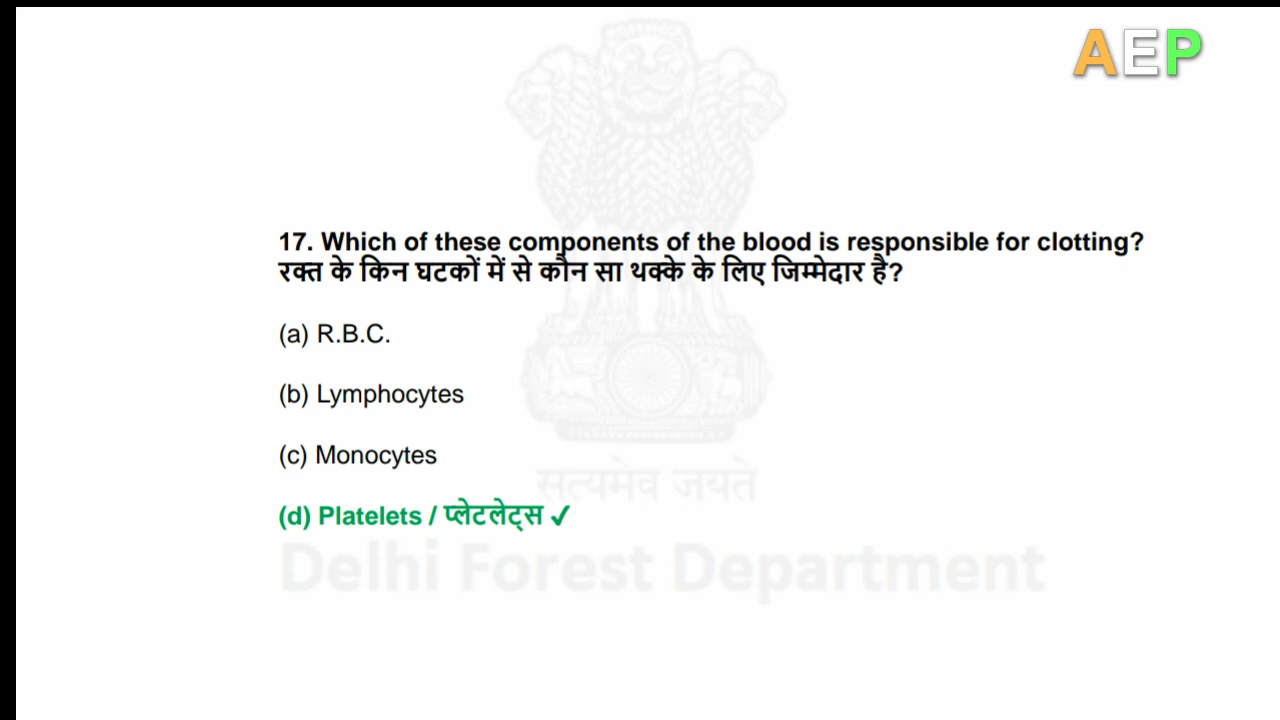 AEP
17. Which of these components of the blood is responsible for clotting?
रक्त के किन घटकों में से कौन सा थक्के के लिए जिम्मेदार है?
(a) R.B.C.
(b) Lymphocytes
(c) Monocytes
सत्यमेव जयते
(d) Platelets / प्लेटलेट्स ✓
Delhi Forest Department